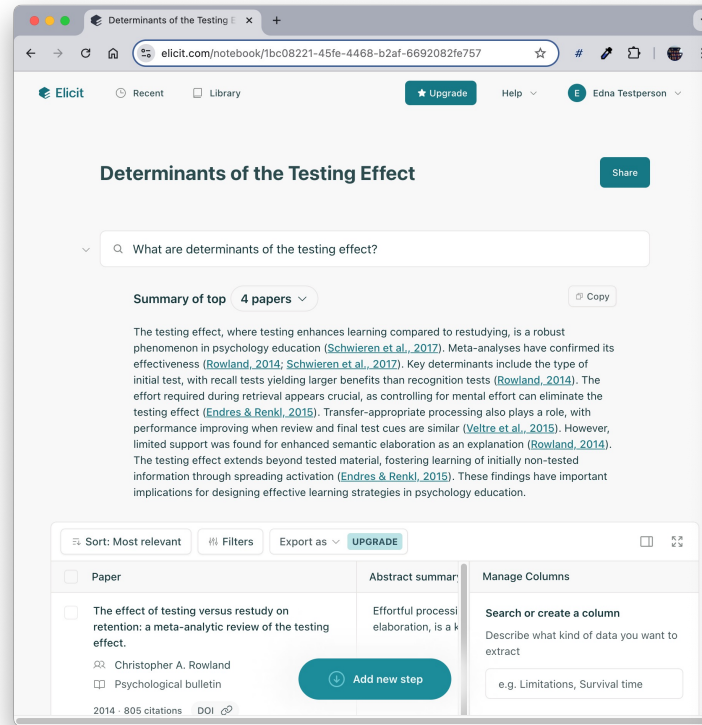 Determinants of the Testing E
elicit.com/notebook/1bc08221-45fe-4468-b2af-6692082fe757
Elicit
Recent
Library
Upgrade
Help
E
Edna Testperson
Determinants of the Testing Effect
Share
What are determinants of the testing effect?
Summary of top
4 papers
Copy
The testing effect, where testing enhances learning compared to restudying, is a robust
phenomenon in psychology education (Schwieren et al., 2017). Meta-analyses have confirmed its
effectiveness (Rowland, 2014; Schwieren et al., 2017). Key determinants include the type of
initial test, with recall tests yielding larger benefits than recognition tests (Rowland, 2014). The
effort required during retrieval appears crucial, as controlling for mental effort can eliminate the
testing effect (Endres & Renkl, 2015). Transfer-appropriate processing also plays a role, with
performance improving when review and final test cues are similar (Veltre et al., 2015). However,
limited support was found for enhanced semantic elaboration as an explanation (Rowland, 2014).
The testing effect extends beyond tested material, fostering learning of initially non-tested
information through spreading activation (Endres & Renkl, 2015). These findings have important
implications for designing effective learning strategies in psychology education.
Sort: Most relevant
Filters
Export as
UPGRADE
Paper
Abstract summary
Manage Columns
The effect of testing versus restudy on
retention: a meta-analytic review of the testing
effect.
Christopher A. Rowland
Psychological bulletin
2014 · 805 citations
DOI
Effortful processi
elaboration, is a k
Search or create a column
Describe what kind of data you want to
extract
e.g. Limitations, Survival time
Add new step